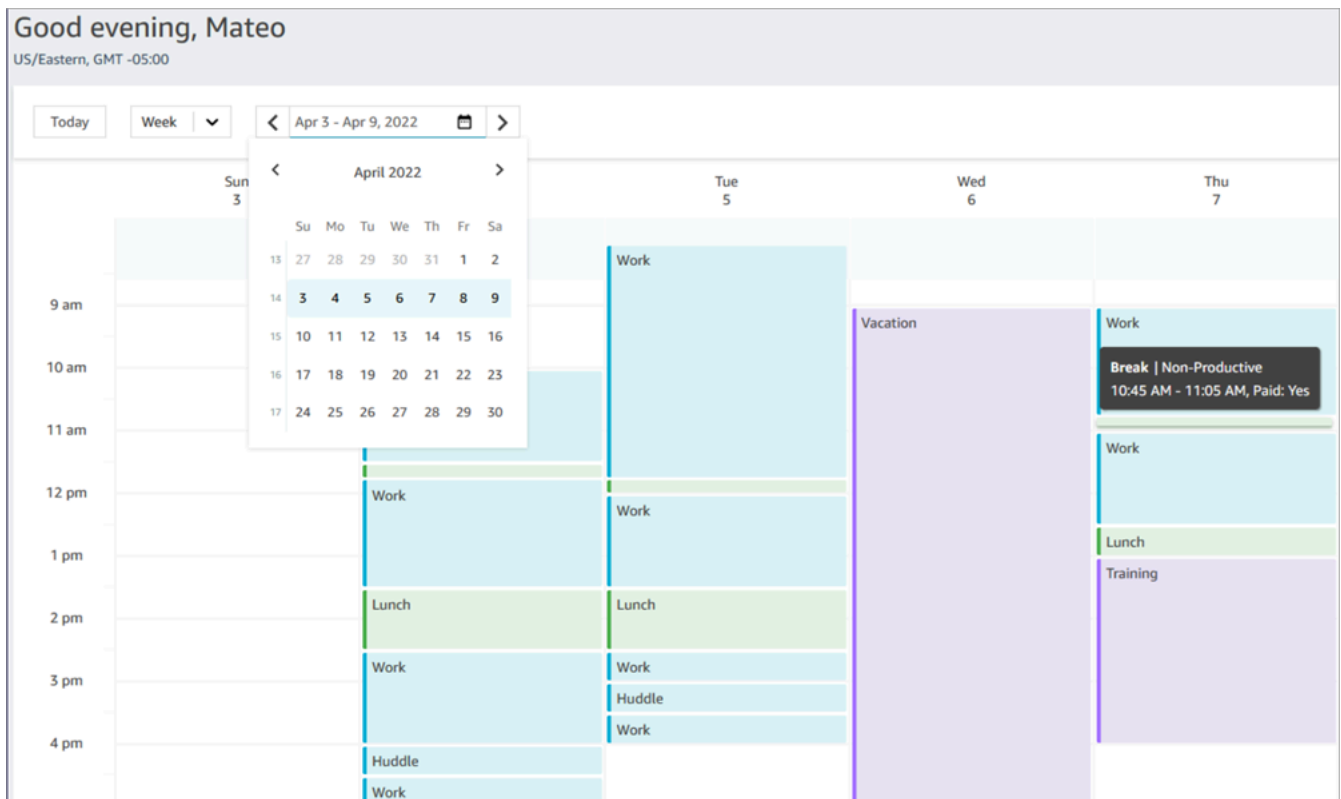 Good evening, Mateo
US/Eastern, GMT -05:00
Today Week Apr 3 - Apr 9, 2022
April 2022
Su Mo Tu We Th Fr Sa
13 27 28 29 30 31 1 2
14 3 4 5 6 7 8 9
15 10 11 12 13 14 15 16
16 17 18 19 20 21 22 23
17 24 25 26 27 28 29 30
Sun Tue Wed Thu
3 5 6 7
Work
9 am
Vacation Work
10 am
Break | Non-Productive
10:45 AM - 11:05 AM, Paid: Yes
11 am
Work
12 pm
Work
Work
Lunch
1 pm
Training
Lunch Lunch
2 pm
Work Work
3 pm
Huddle
Work
4 pm
Huddle
Work